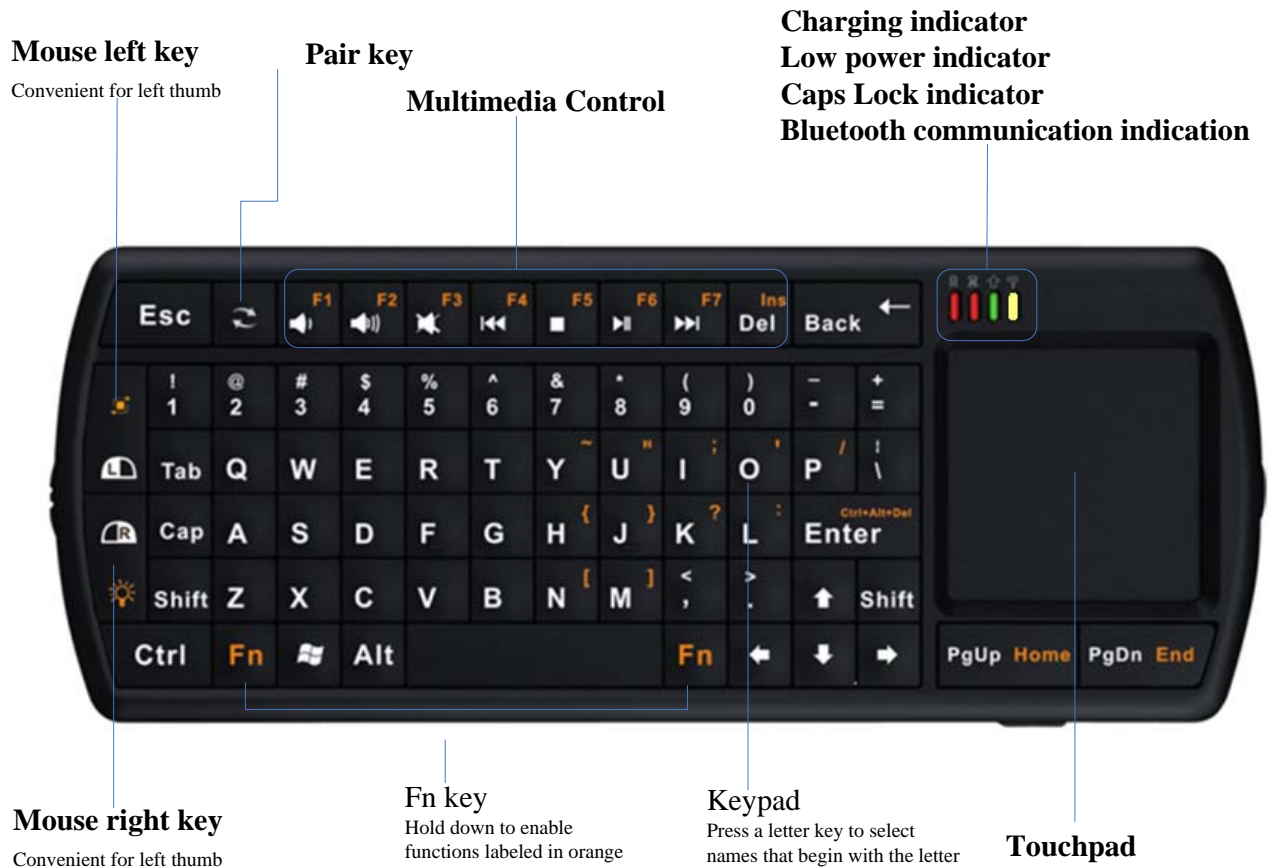 Charging indicator
Mouse left key
Pair key
Low power indicator
Convenient for left thumb
Caps Lock indicator
Multimedia Control
Bluetooth communication indication
Esc F1 F2 F3 F4 F5 F6 F7 Ins Del Back ←
! 1 @ 2 # 3 $ 4 % 5 ^ 6 & 7 * 8 ( 9 ) 0 – - + =
L Tab Q W E R T Y ~ U " I ; O ' P / ¦ \
R Cap A S D F G H { J } K ? L : Enter Ctrl+Alt+Del
Shift Z X C V B N [ M ] < , > . Shift
Ctrl Fn Alt Fn PgUp Home PgDn End
Fn key
Hold down to enable
functions labeled in orange
Keypad
Press a letter key to select
names that begin with the letter
Mouse right key
Convenient for left thumb
Touchpad